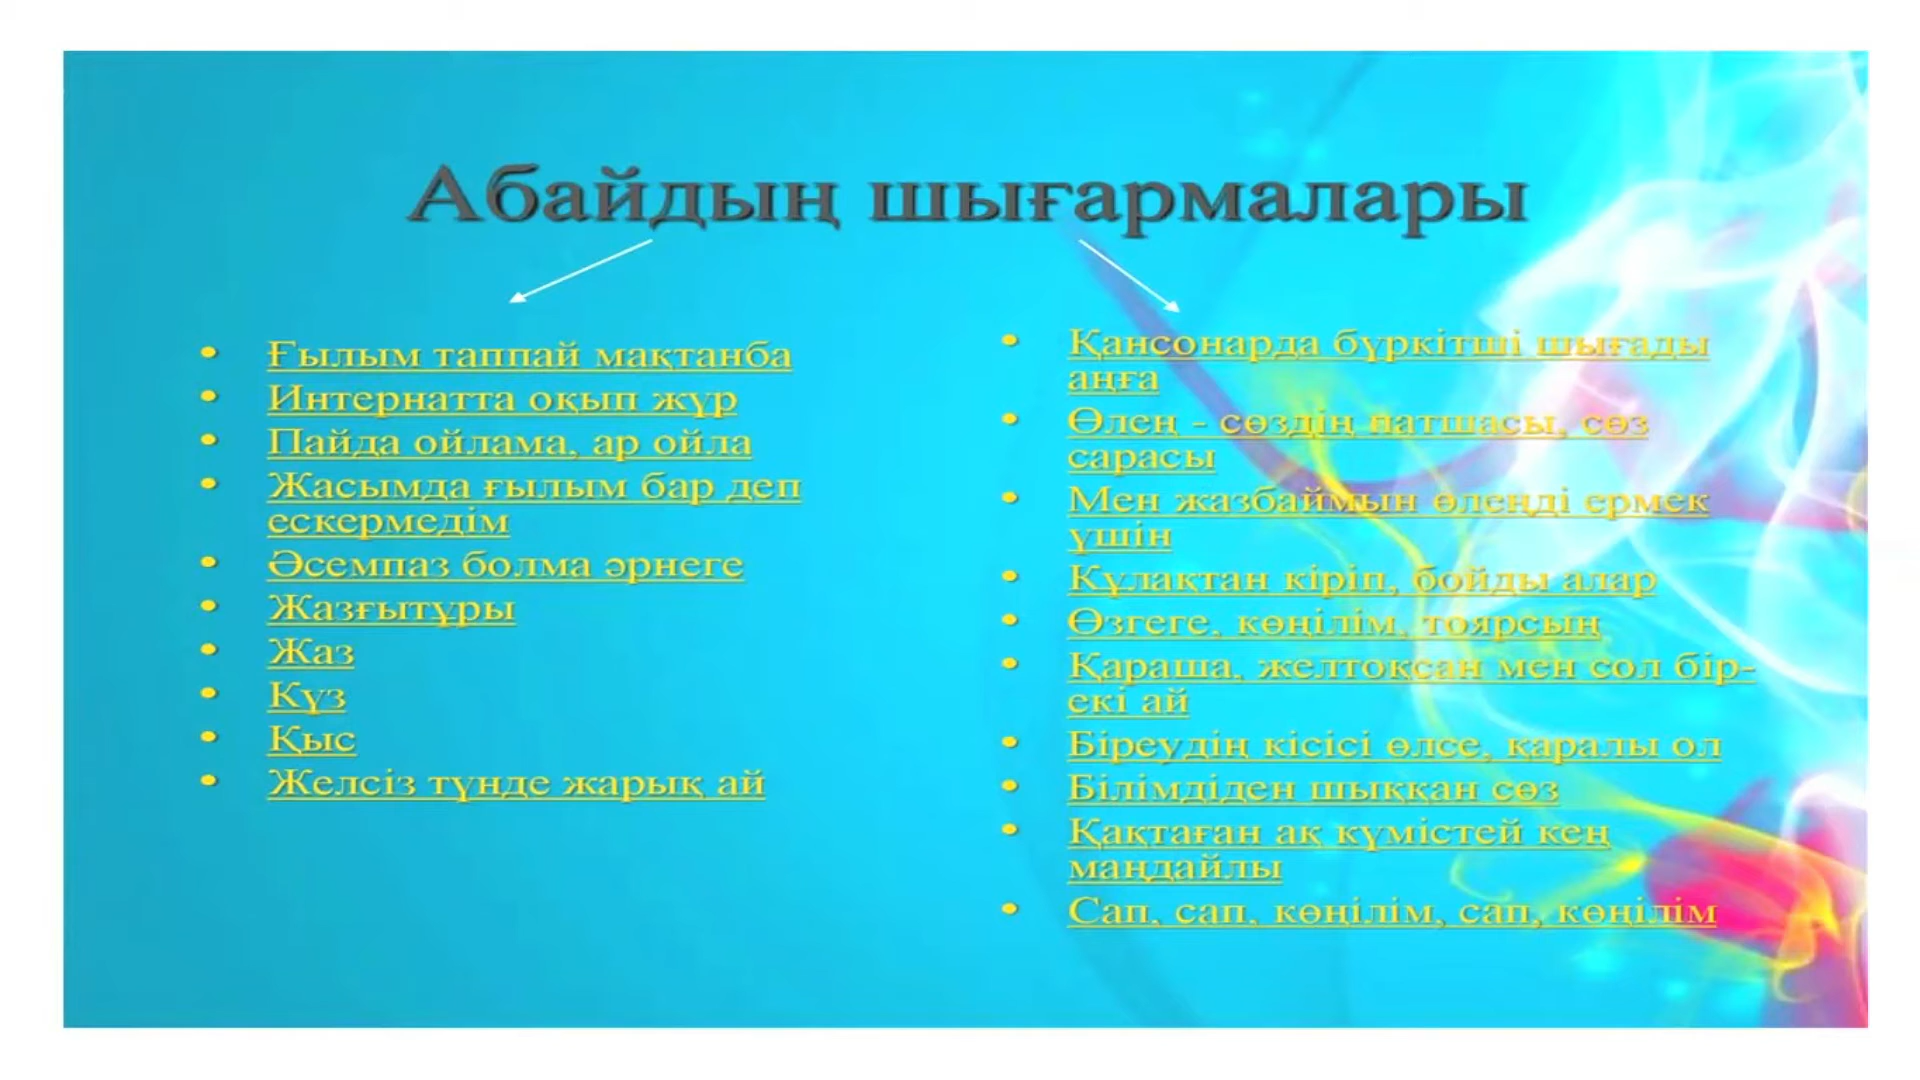 Абайдың шығармалары
Ғылым таппай мақтанба
Интернатта оқып жүр
Пайда ойлама, ар ойла
Жасымда ғылым бар деп
ескермедім
Әсемпаз болма әрнеге
Жазғытұры
Жаз
Күз
Қыс
Желсіз түнде жарық ай
Қансонарда бүркітші шығады
аңға
Өлең - сөздің патшасы, сөз
сарасы
Мен жазбаймын өлеңді ермек
үшін
Құлақтан кіріп, бойды алар
Өзгеге, көңілім, тоярсың
Қараша, желтоқсан мен сол бір-
екі ай
Біреудің кісісі өлсе, қаралы ол
Білімдіден шыққан сөз
Қақтаған ақ күмістей кең
маңдайлы
Сап, сап, көңілім, сап, көңілім